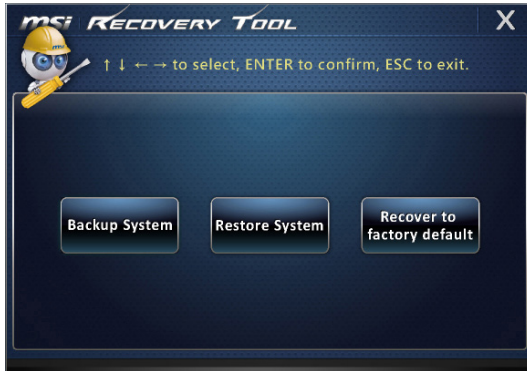 msi RECOVERY TOOL X
↑ ↓ ← → to select, ENTER to confirm, ESC to exit.
Backup System
Restore System
Recover to
factory default